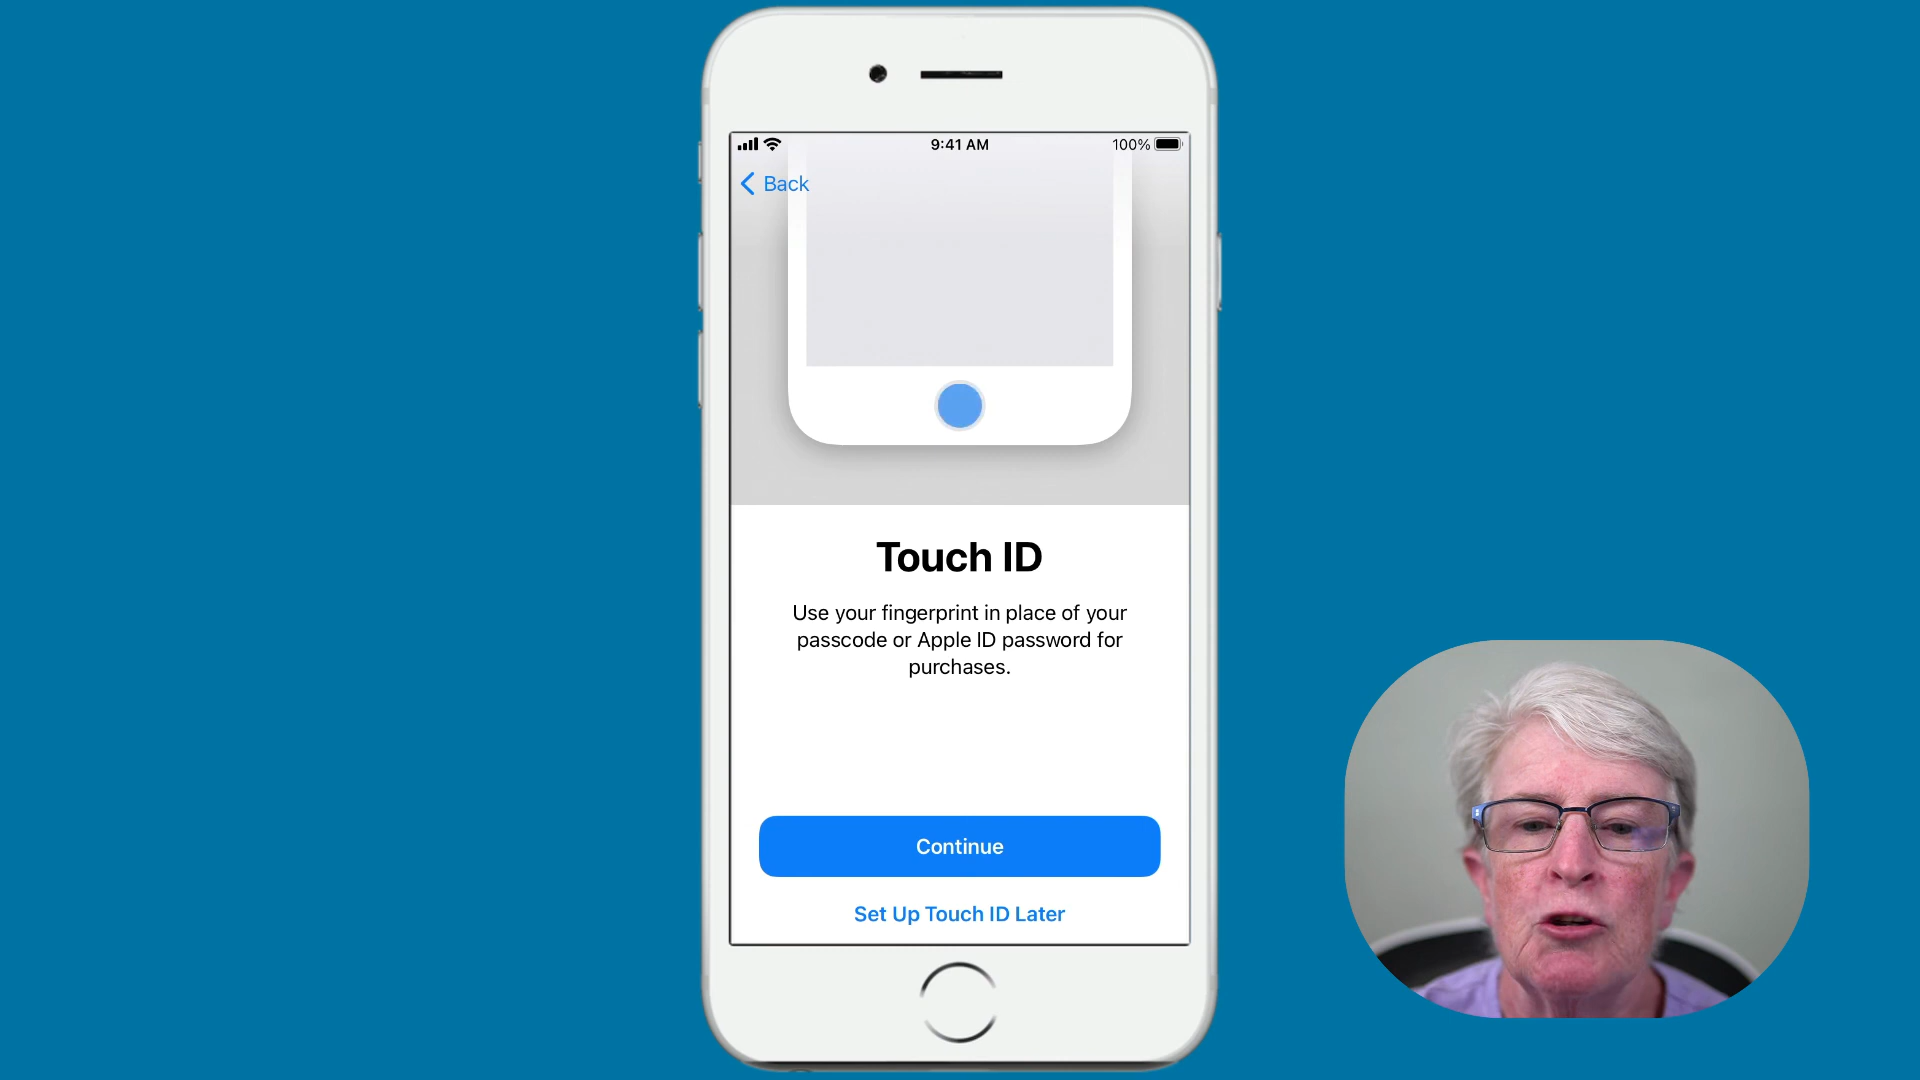 9:41 AM
100%
Back
Touch ID
Use your fingerprint in place of your
passcode or Apple ID password for
purchases.
Continue
Set Up Touch ID Later